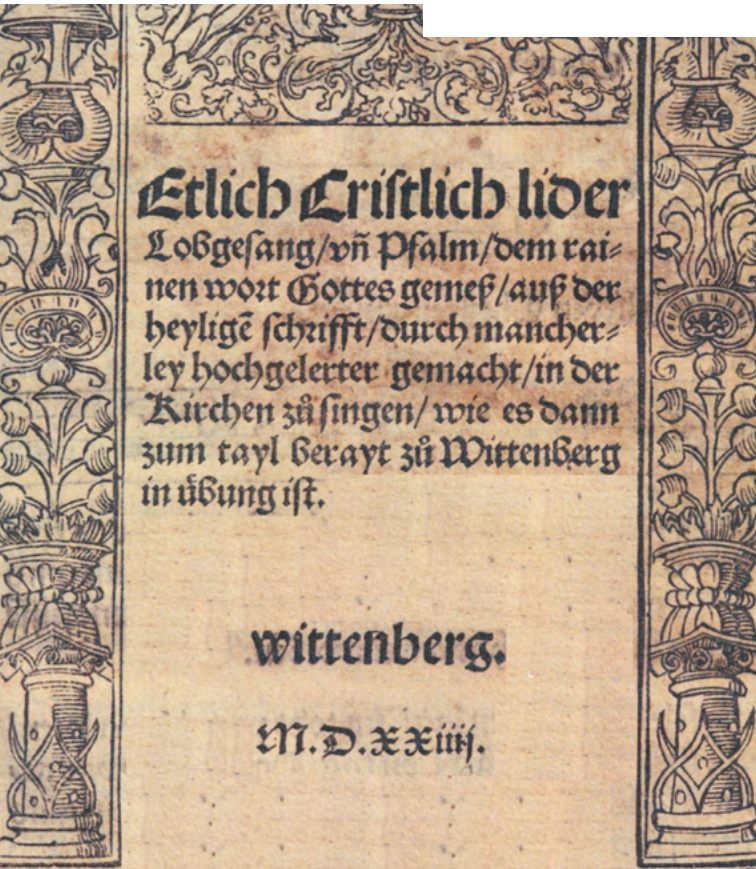 Etlich Cristlich lider
Lobgesang/vñ Psalm/dem rai⸗
nen wort Gottes gemeß/auß der
heyligẽ schrifft/durch mancher⸗
ley hochgelerter gemacht/in der
Kirchen zů singen/ wie es dann
zum tayl berayt zů Wittenberg
in übung ist.
wittenberg.
M.D.XXiiij.